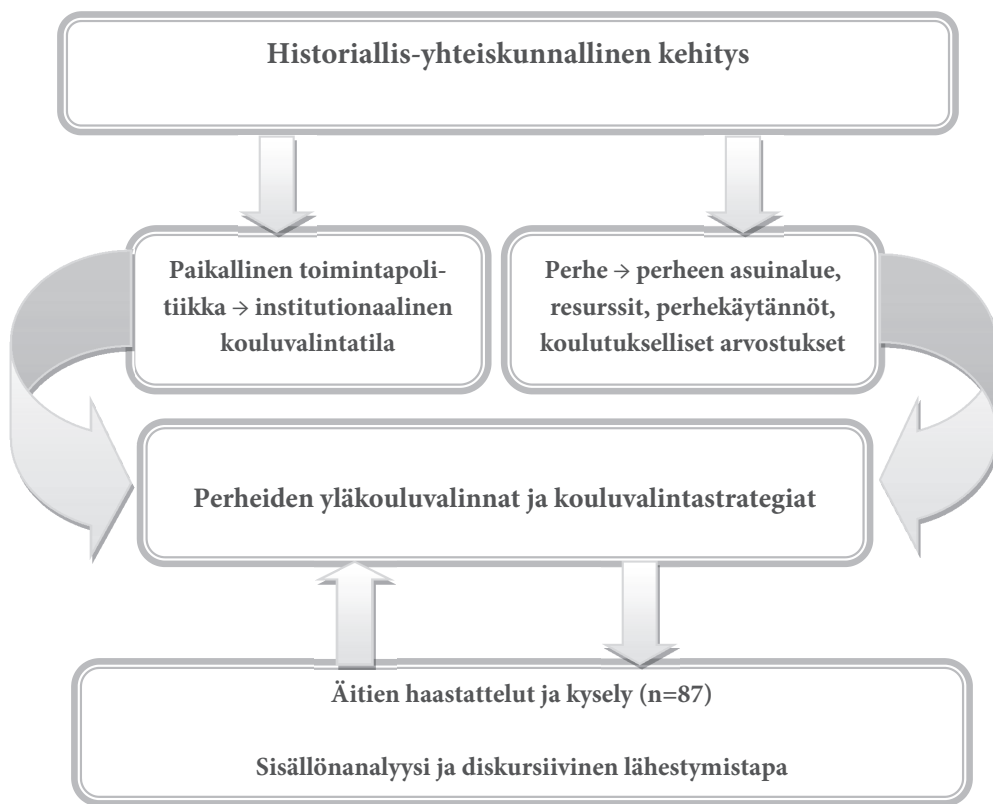 Historiallis-yhteiskunnallinen kehitys
Paikallinen toimintapoli-
tiikka → institutionaalinen
kouluvalintatila
Perhe → perheen asuinalue,
resurssit, perhekäytännöt,
koulutukselliset arvostukset
Perheiden yläkouluvalinnat ja kouluvalintastrategiat
Äitien haastattelut ja kysely (n=87)
Sisällönanalyysi ja diskursiivinen lähestymistapa